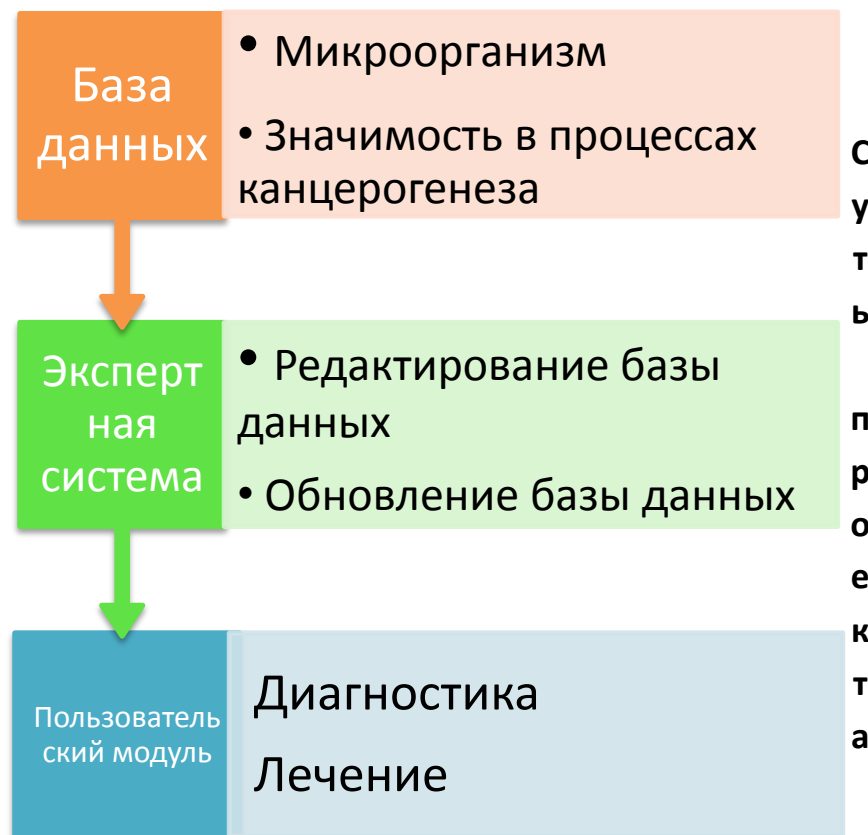 База
данных
• Микроорганизм
• Значимость в процессах
канцерогенеза
Эксперт
ная
система
• Редактирование базы
данных
• Обновление базы данных
Пользователь
ский модуль
Диагностика
Лечение
С
у
т
ь
п
р
о
е
к
т
а